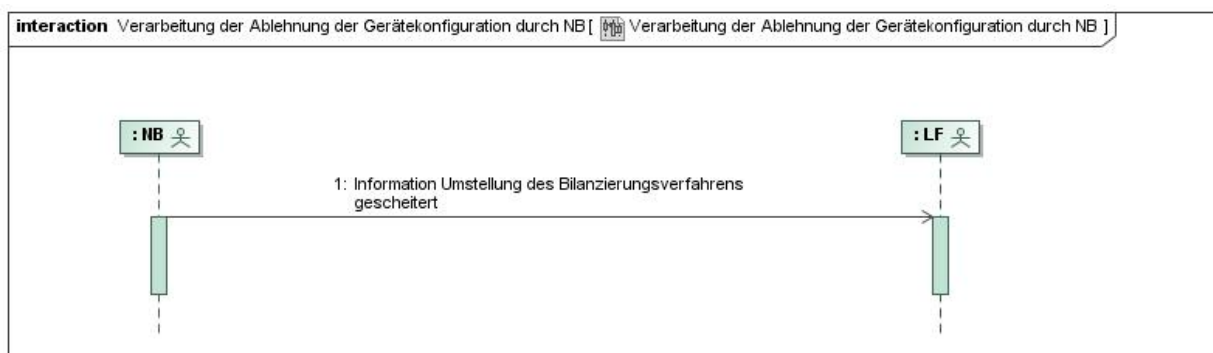 interaction Verarbeitung der Ablehnung der Gerätekonfiguration durch NB [ Verarbeitung der Ablehnung der Gerätekonfiguration durch NB ]
: NB
: LF
1: Information Umstellung des Bilanzierungsverfahrens
gescheitert